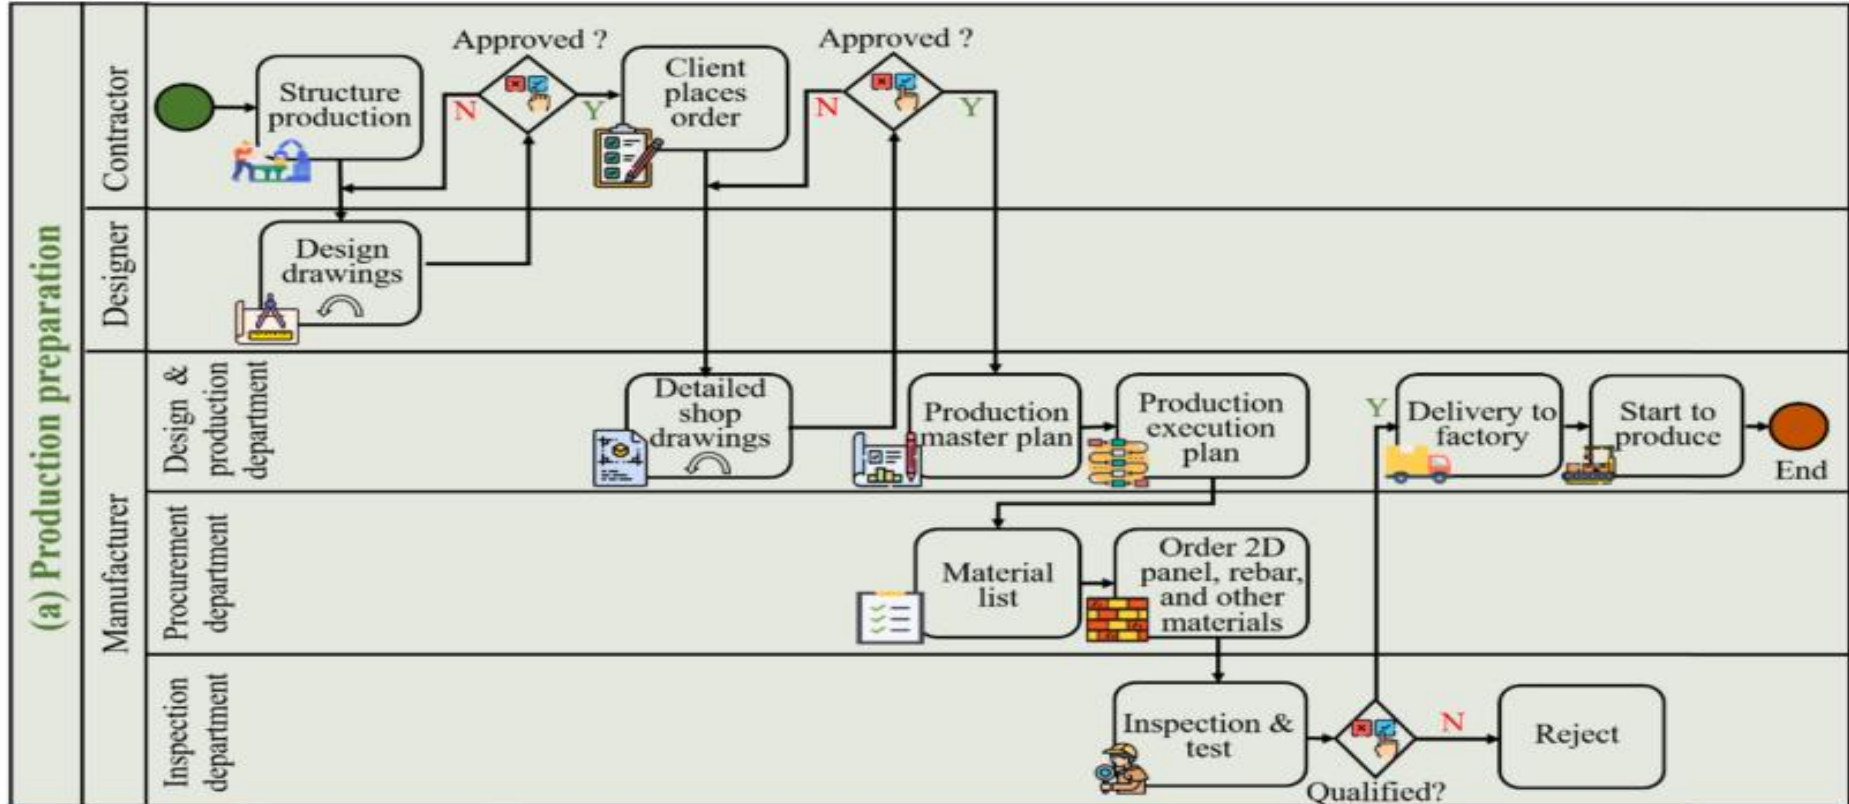 (a) Production preparation
Contractor
Structure
production
Approved ?
N
Y
Client
places
order
Approved ?
N
Y
Designer
Design
drawings
Manufacturer
Design &
production
department
Detailed
shop
drawings
Production
master plan
Production
execution
plan
Y
Delivery to
factory
Start to
produce
End
Procurement
department
Material
list
Order 2D
panel, rebar,
and other
materials
Inspection
department
Inspection &
test
Qualified?
N
Reject